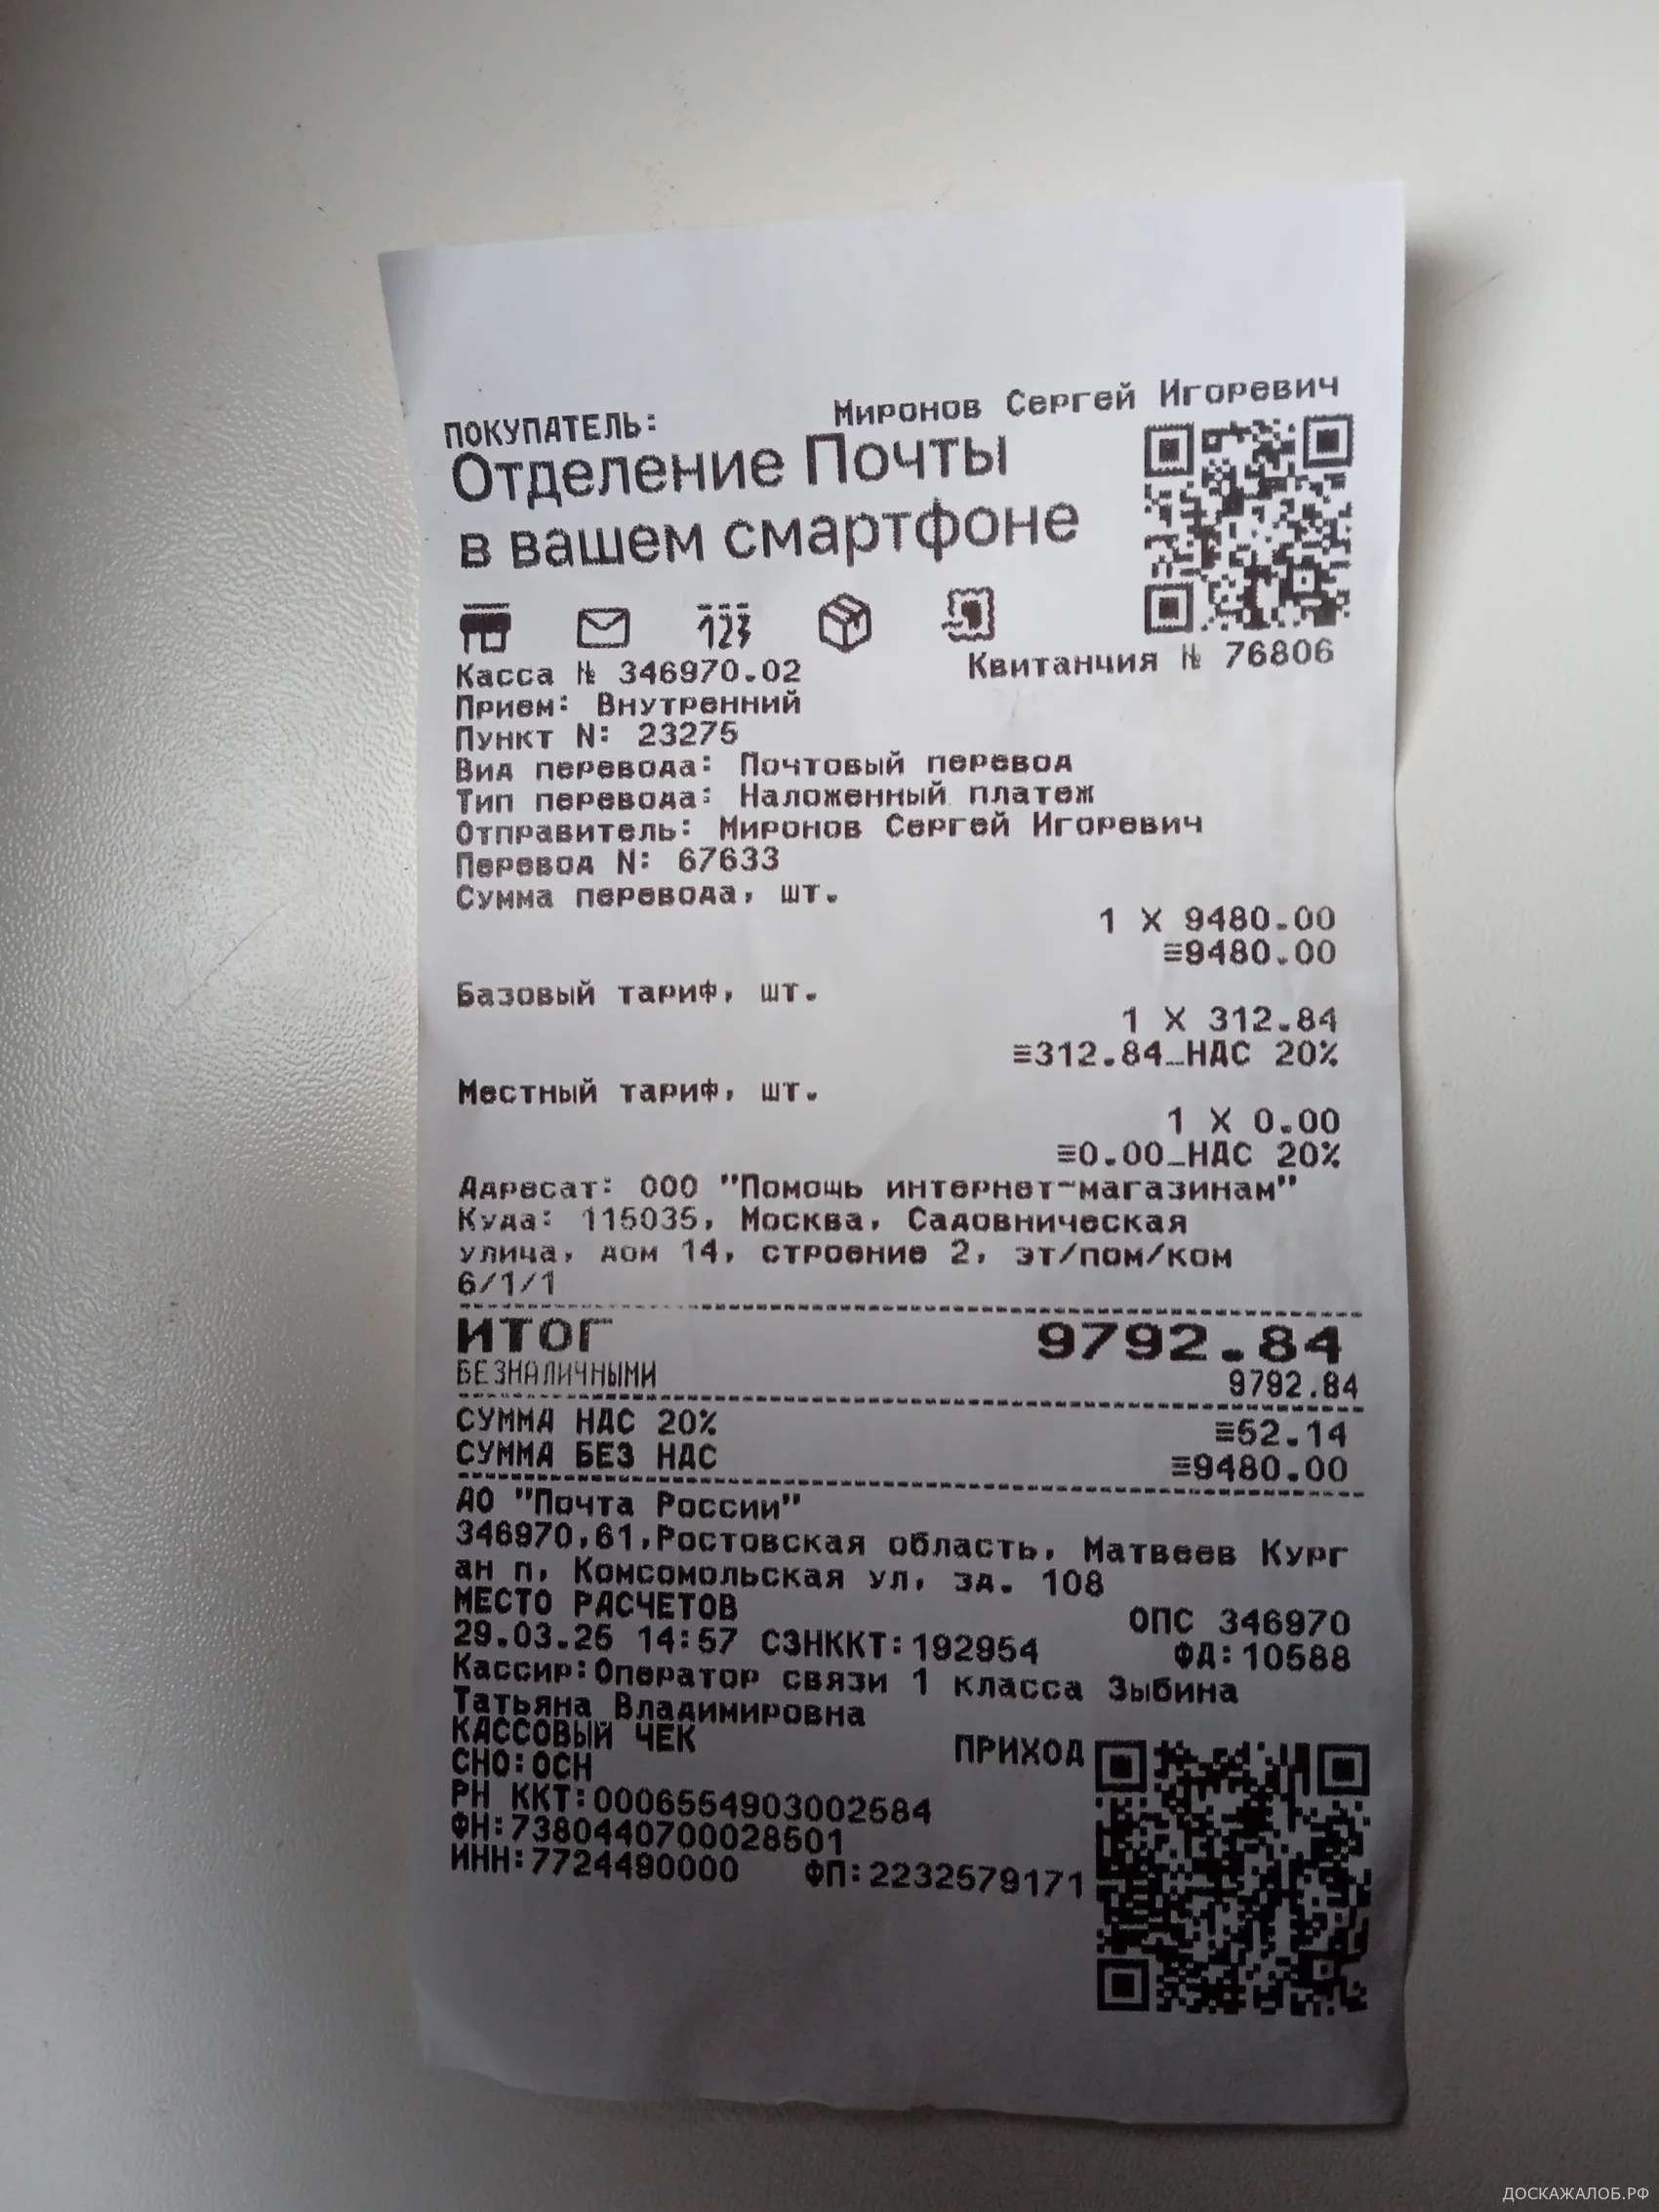 ПОКУПАТЕЛЬ: Миронов Сергей Игоревич
Отделение Почты
в вашем смартфоне
123
Касса № 346970.02 Квитанция № 76806
Прием: Внутренний
Пункт N: 23275
Вид перевода: Почтовый перевод
Тип перевода: Наложенный платеж
Отправитель: Миронов Сергей Игоревич
Перевод N: 67633
Сумма перевода, шт.
1 X 9480.00
≡9480.00
Базовый тариф, шт.
1 X 312.84
≡312.84_НДС 20%
Местный тариф, шт.
1 X 0.00
≡0.00_НДС 20%
Адресат: ООО "Помощь интернет-магазинам"
Куда: 115035, Москва, Садовническая
улица, дом 14, строение 2, эт/пом/ком
6/1/1
ИТОГ 9792.84
БЕЗНАЛИЧНЫМИ 9792.84
СУММА НДС 20% ≡52.14
СУММА БЕЗ НДС ≡9480.00
АО "Почта России"
346970,61,Ростовская область, Матвеев Кург
ан п, Комсомольская ул, зд. 108
МЕСТО РАСЧЕТОВ ОПС 346970
29.03.25 14:57 СЗНККТ:192954 ФД:10588
Кассир:Оператор связи 1 класса Зыбина
Татьяна Владимировна
КАССОВЫЙ ЧЕК ПРИХОД
СНО:ОСН
РН ККТ:0006554903002584
ФН:7380440700028501
ИНН:7724490000 ФП:2232579171
ДОСКАЖАЛОБ.РФ